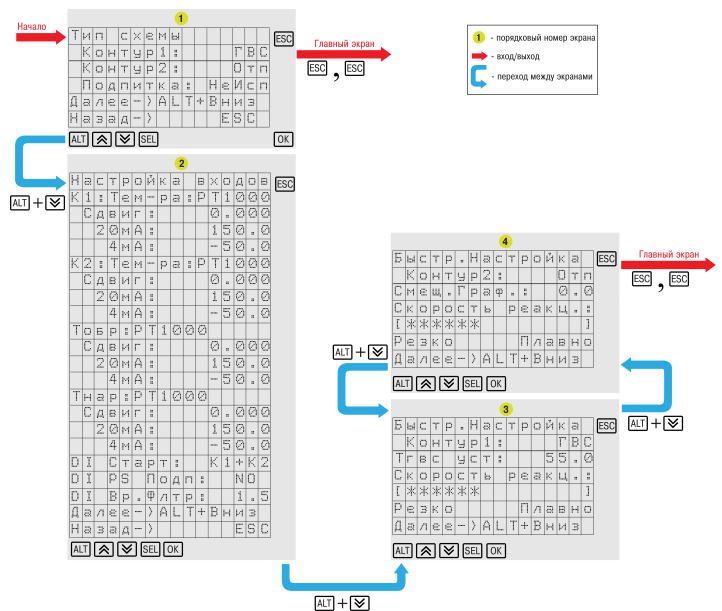 Начало
1
Тип схемы
ESC
Контур1: ГВС
Контур2: Отп
Подпитка: НеИсп
Далее->ALT+Вниз
Назад-> ESC
ALT SEL OK
Главный экран
ESC , ESC
1 - порядковый номер экрана
- вход/выход
- переход между экранами
ALT +
2
Настройка входов
ESC
К1:Тем-ра:РТ1000
Сдвиг: 0.000
20мА: 150.0
4мА: -50.0
К2:Тем-ра:РТ1000
Сдвиг: 0.000
20мА: 150.0
4мА: -50.0
Тобр:РТ1000
Сдвиг: 0.000
20мА: 150.0
4мА: -50.0
Тнар:РТ1000
Сдвиг: 0.000
20мА: 150.0
4мА: -50.0
DI Старт: К1+К2
DI PS Подп: NO
DI Вр.Флтр: 1.5
Далее->ALT+Вниз
Назад-> ESC
ALT SEL OK
ALT +
4
Быстр.Настройка
ESC
Контур2: Отп
Смещ.Граф.: 0.0
Скорость реакц.:
[****** ]
Резко Плавно
Далее->ALT+Вниз
ALT SEL OK
Главный экран
ESC , ESC
ALT +
3
Быстр.Настройка
ESC
Контур1: ГВС
Тгвс уст: 55.0
Скорость реакц.:
[****** ]
Резко Плавно
Далее->ALT+Вниз
ALT SEL OK
ALT +